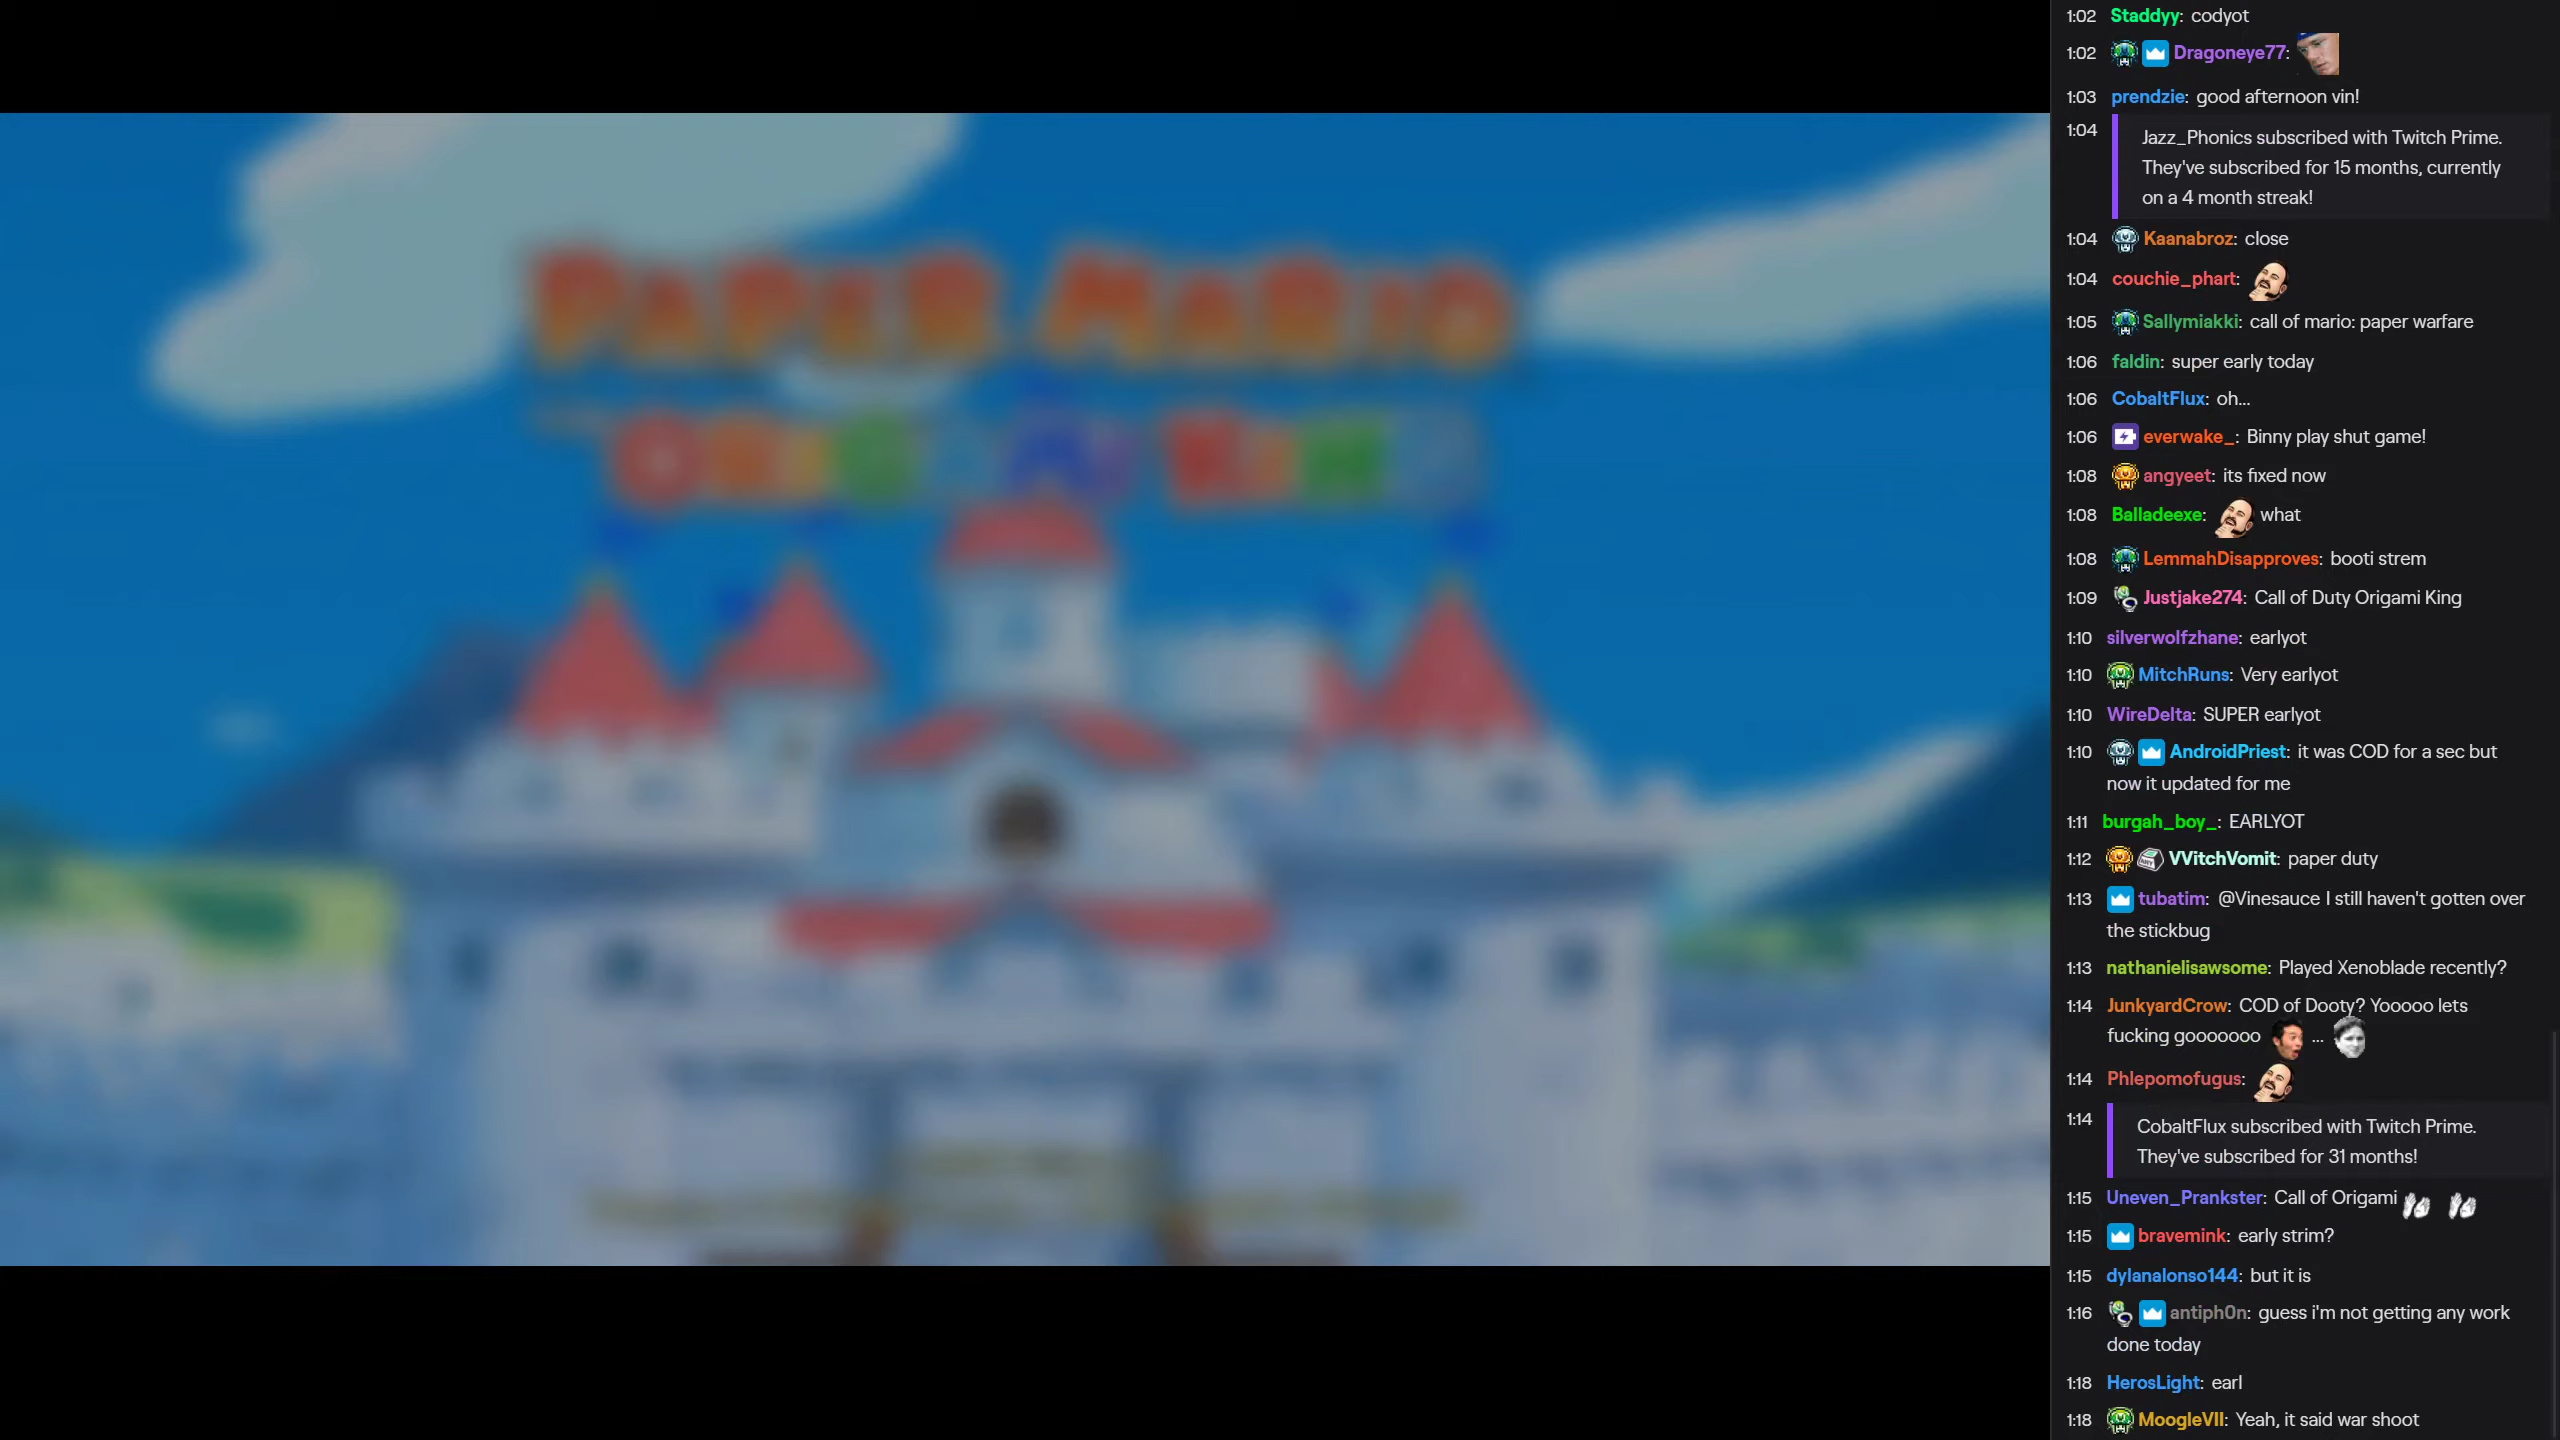 PAPER MARIO
ORIGAMI KING
1:02 Staddyy: codyot
1:02 Dragoneye77:
1:03 prendzie: good afternoon vin!
1:04 Jazz_Phonics subscribed with Twitch Prime.
They've subscribed for 15 months, currently
on a 4 month streak!
1:04 Kaanabroz: close
1:04 couchie_phart:
1:05 Sallymiakki: call of mario: paper warfare
1:06 faldin: super early today
1:06 CobaltFlux: oh...
1:06 everwake_: Binny play shut game!
1:08 angyeet: its fixed now
1:08 Balladeexe: what
1:08 LemmahDisapproves: booti strem
1:09 Justjake274: Call of Duty Origami King
1:10 silverwolfzhane: earlyot
1:10 MitchRuns: Very earlyot
1:10 WireDelta: SUPER earlyot
1:10 AndroidPriest: it was COD for a sec but
now it updated for me
1:11 burgah_boy_: EARLYOT
1:12 VVitchVomit: paper duty
1:13 tubatim: @Vinesauce I still haven't gotten over
the stickbug
1:13 nathanielisawsome: Played Xenoblade recently?
1:14 JunkyardCrow: COD of Dooty? Yooooo lets
fucking gooooooo ...
1:14 Phlepomofugus:
1:14 CobaltFlux subscribed with Twitch Prime.
They've subscribed for 31 months!
1:15 Uneven_Prankster: Call of Origami
1:15 bravemink: early strim?
1:15 dylanalonso144: but it is
1:16 antiph0n: guess i'm not getting any work
done today
1:18 HerosLight: earl
1:18 MoogleVII: Yeah, it said war shoot